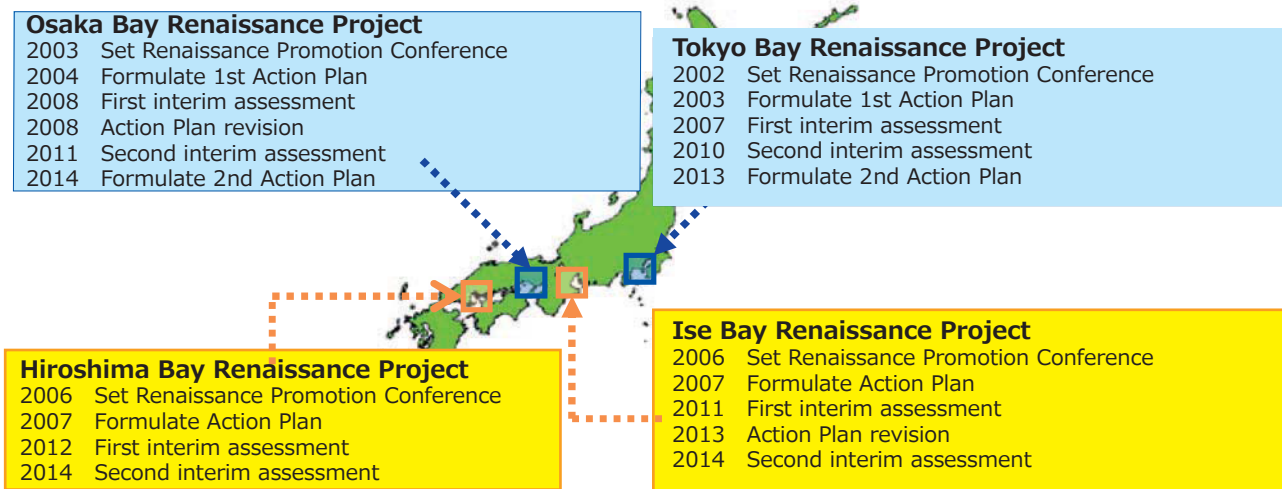 Osaka Bay Renaissance Project
2003 Set Renaissance Promotion Conference
2004 Formulate 1st Action Plan
2008 First interim assessment
2008 Action Plan revision
2011 Second interim assessment
2014 Formulate 2nd Action Plan
Tokyo Bay Renaissance Project
2002 Set Renaissance Promotion Conference
2003 Formulate 1st Action Plan
2007 First interim assessment
2010 Second interim assessment
2013 Formulate 2nd Action Plan
Hiroshima Bay Renaissance Project
2006 Set Renaissance Promotion Conference
2007 Formulate Action Plan
2012 First interim assessment
2014 Second interim assessment
Ise Bay Renaissance Project
2006 Set Renaissance Promotion Conference
2007 Formulate Action Plan
2011 First interim assessment
2013 Action Plan revision
2014 Second interim assessment